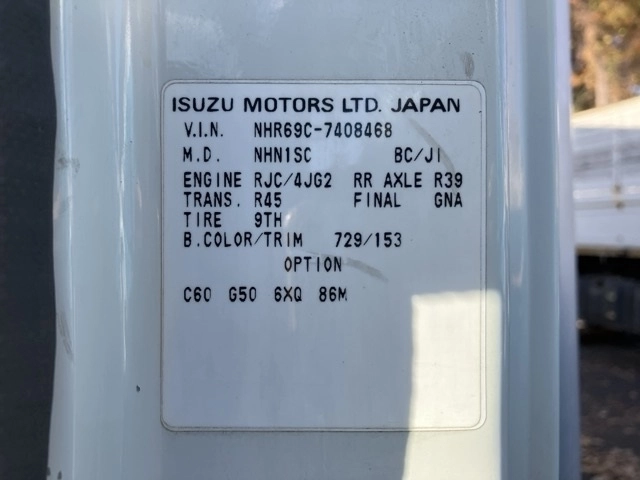 ISUZU MOTORS LTD. JAPAN
V.I.N. NHR69C-7408468
M.D. NHN1SC BC/JI
ENGINE RJC/4JG2 RR AXLE R39
TRANS. R45 FINAL GNA
TIRE 9TH
B.COLOR/TRIM 729/153
OPTION
C60 G50 6XQ 86M